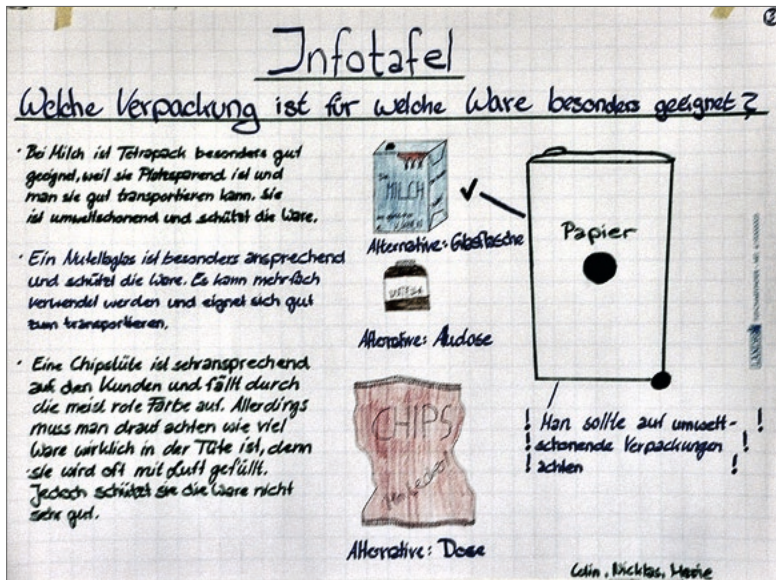 Infotafel
Welche Verpackung ist für welche Ware besonders geeignet?
· Bei Milch ist Tetrapack besonders gut
geeignet, weil sie Platzsparend ist und
man sie gut transportieren kann. Sie
ist umweltschonend und schützt die Ware.
MILCH
Alternative: Glasflasche
Papier
· Ein Nutellaglas ist besonders ansprechend
und schützt die Ware. Es kann mehrfach
verwendet werden und eignet sich gut
zum transportieren.
Alternative: Aludose
· Eine Chipstüte ist sehr ansprechend
auf den Kunden und fällt durch
die meist rote Farbe auf. Allerdings
muss man drauf achten wie viel
Ware wirklich in der Tüte ist, denn
sie wird oft mit Luft gefüllt.
Jedoch schützt sie die Ware nicht
sehr gut.
CHIPS
Alternative: Dose
! Man sollte auf umwelt- !
! schonende Verpackungen !
! achten !
Colin, Nicklas,